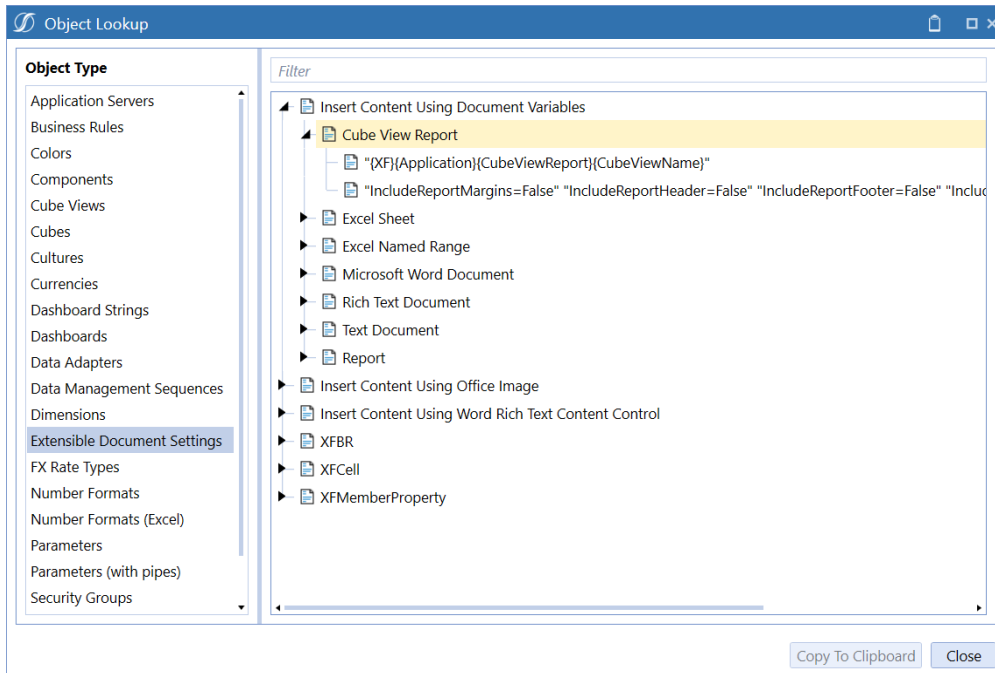 Object Lookup
Object Type
Application Servers
Business Rules
Colors
Components
Cube Views
Cubes
Cultures
Currencies
Dashboard Strings
Dashboards
Data Adapters
Data Management Sequences
Dimensions
Extensible Document Settings
FX Rate Types
Number Formats
Number Formats (Excel)
Parameters
Parameters (with pipes)
Security Groups
Filter
Insert Content Using Document Variables
Cube View Report
"{XF}{Application}{CubeViewReport}{CubeViewName}"
"IncludeReportMargins=False" "IncludeReportHeader=False" "IncludeReportFooter=False" "Includ
Excel Sheet
Excel Named Range
Microsoft Word Document
Rich Text Document
Text Document
Report
Insert Content Using Office Image
Insert Content Using Word Rich Text Content Control
XFBR
XFCell
XFMemberProperty
Copy To Clipboard
Close